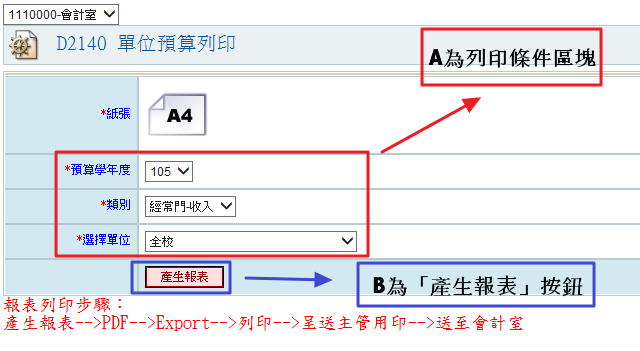 1110000-會計室
D2140 單位預算列印
A為列印條件區塊
*紙張
A4
*預算學年度 105
*類別 經常門-收入
*選擇單位 全校
產生報表
B為「產生報表」按鈕
報表列印步驟：
產生報表-->PDF-->Export-->列印-->呈送主管用印-->送至會計室